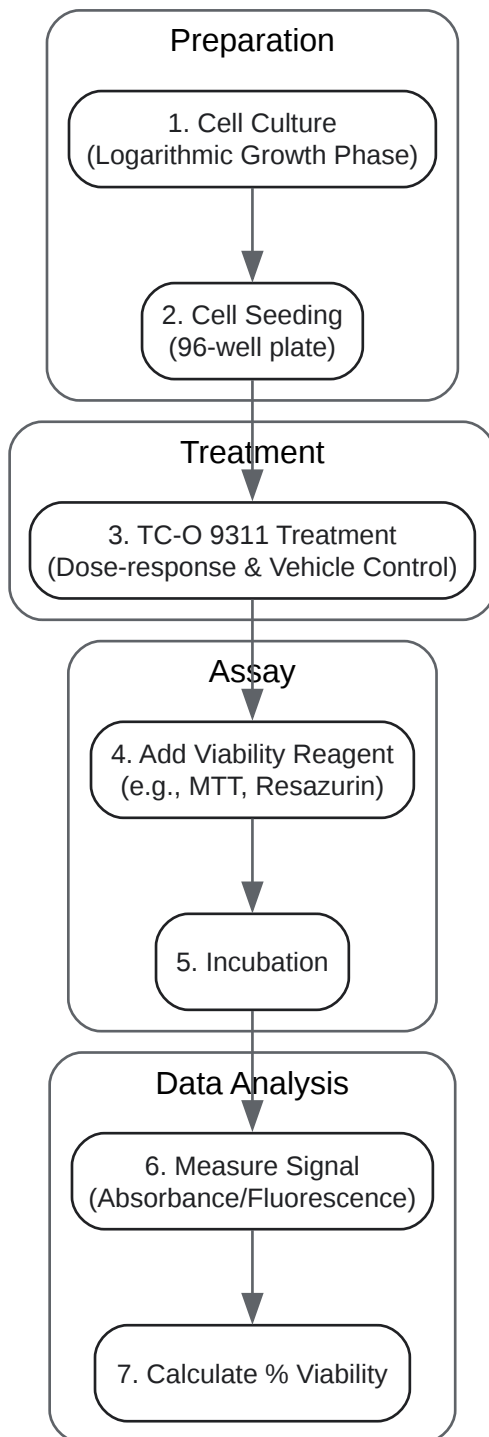 Preparation
1. Cell Culture
(Logarithmic Growth Phase)
2. Cell Seeding
(96-well plate)
Treatment
3. TC-O 9311 Treatment
(Dose-response & Vehicle Control)
Assay
4. Add Viability Reagent
(e.g., MTT, Resazurin)
5. Incubation
Data Analysis
6. Measure Signal
(Absorbance/Fluorescence)
7. Calculate % Viability